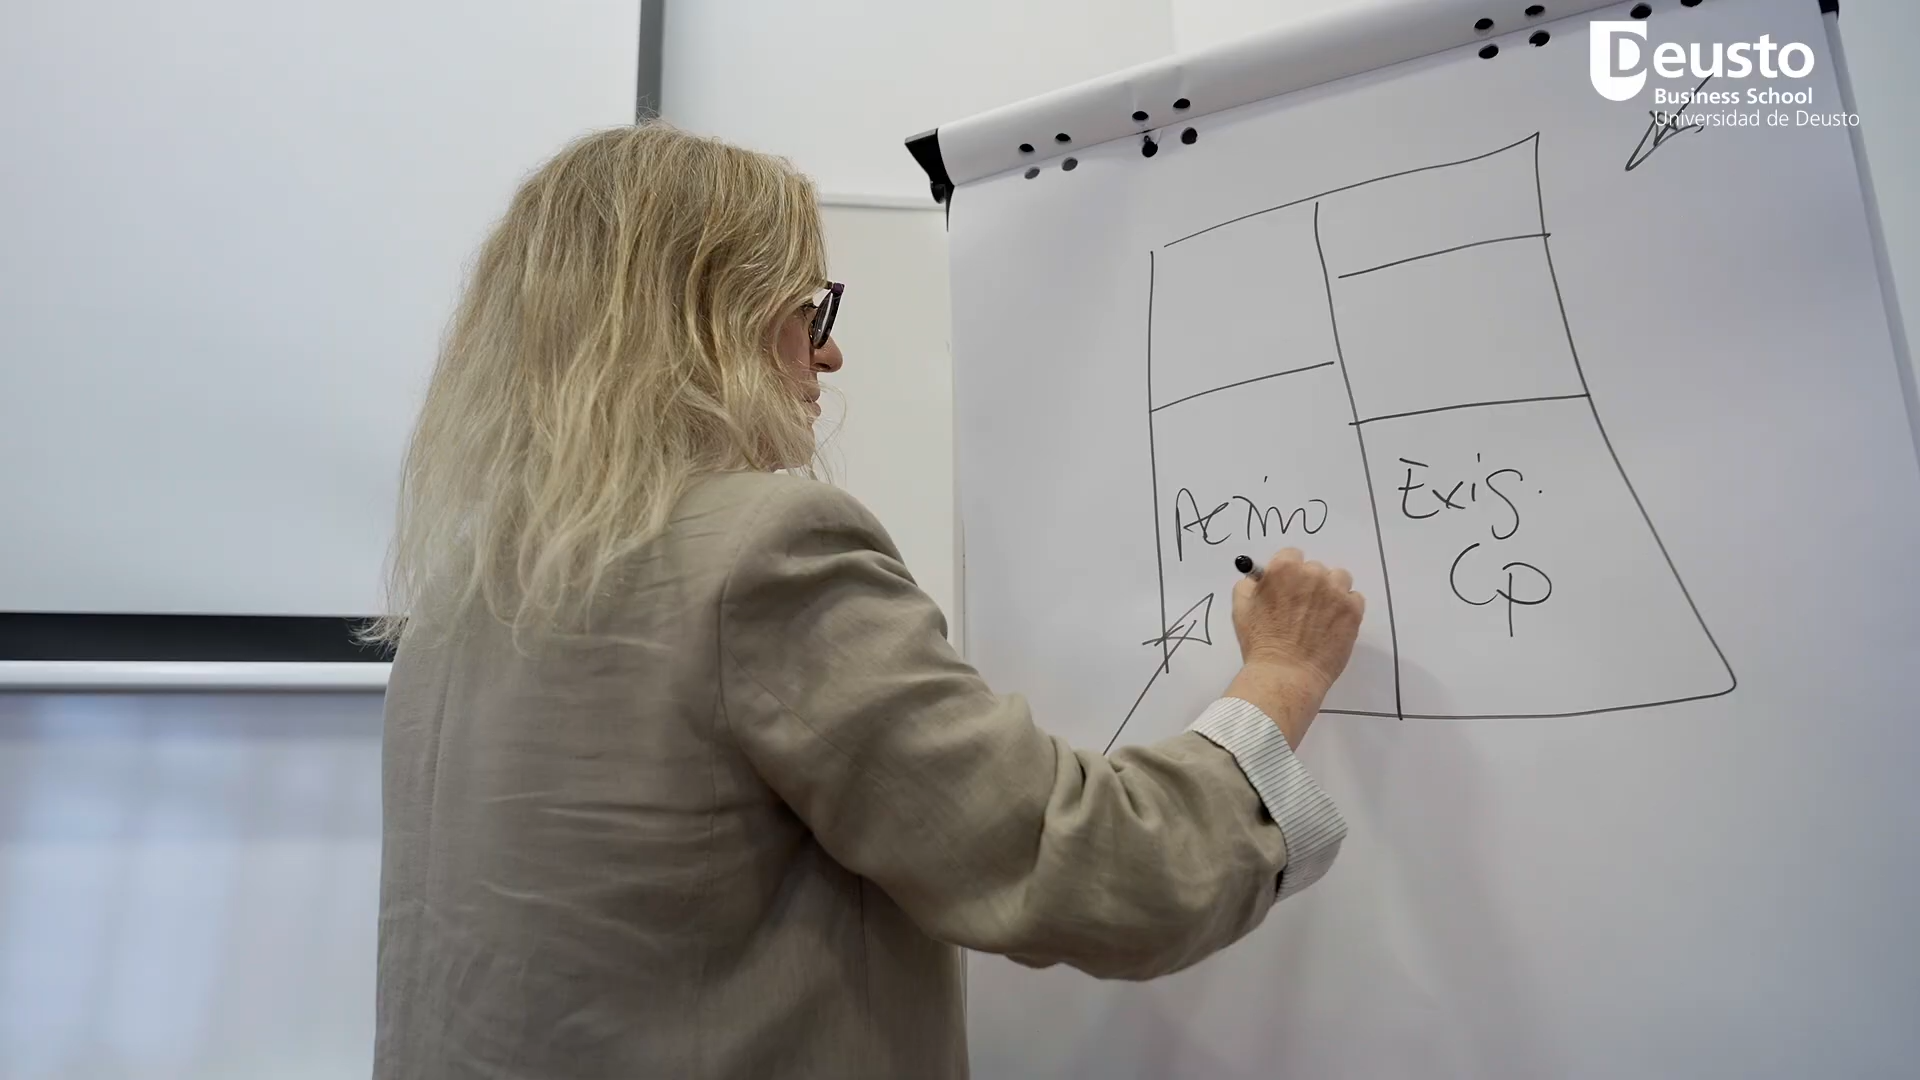 Deusto
Business School
Universidad de Deusto
Activo
Exig.
Cp